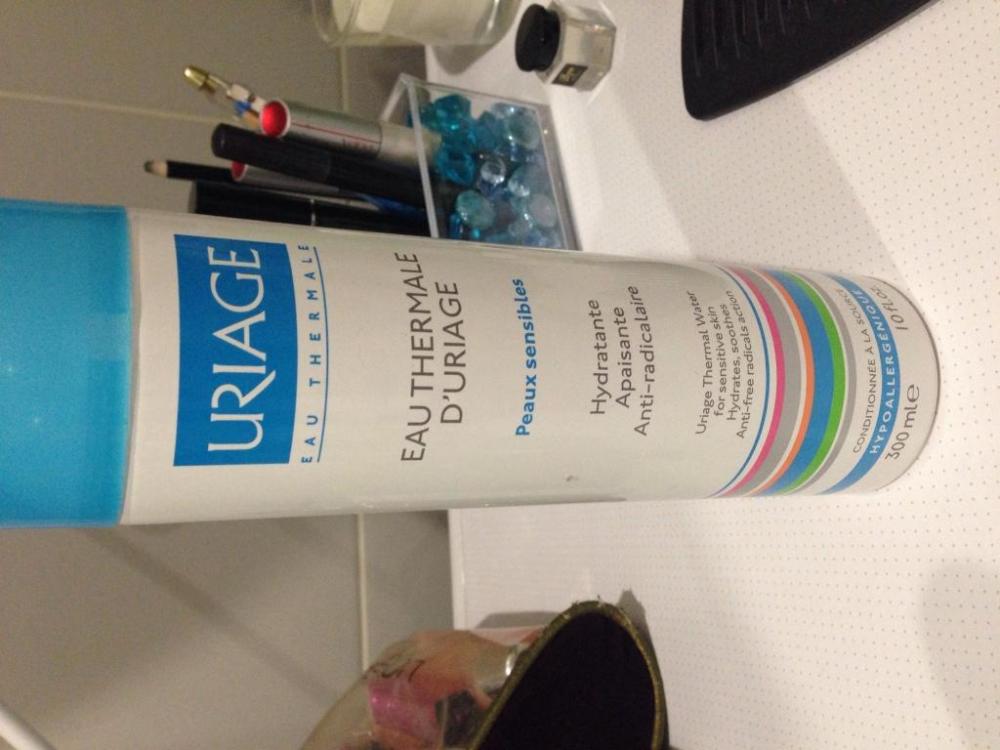 URIAGE
EAU THERMALE
EAU THERMALE
D'URIAGE
Peaux sensibles
Hydratante
Apaisante
Anti-radicalaire
Uriage Thermal Water
for sensitive skin
Hydrates, soothes
Anti-free radicals action
CONDITIONNÉE À LA SOURCE
HYPOALLERGÉNIQUE
300 mle 10 fl.oz.